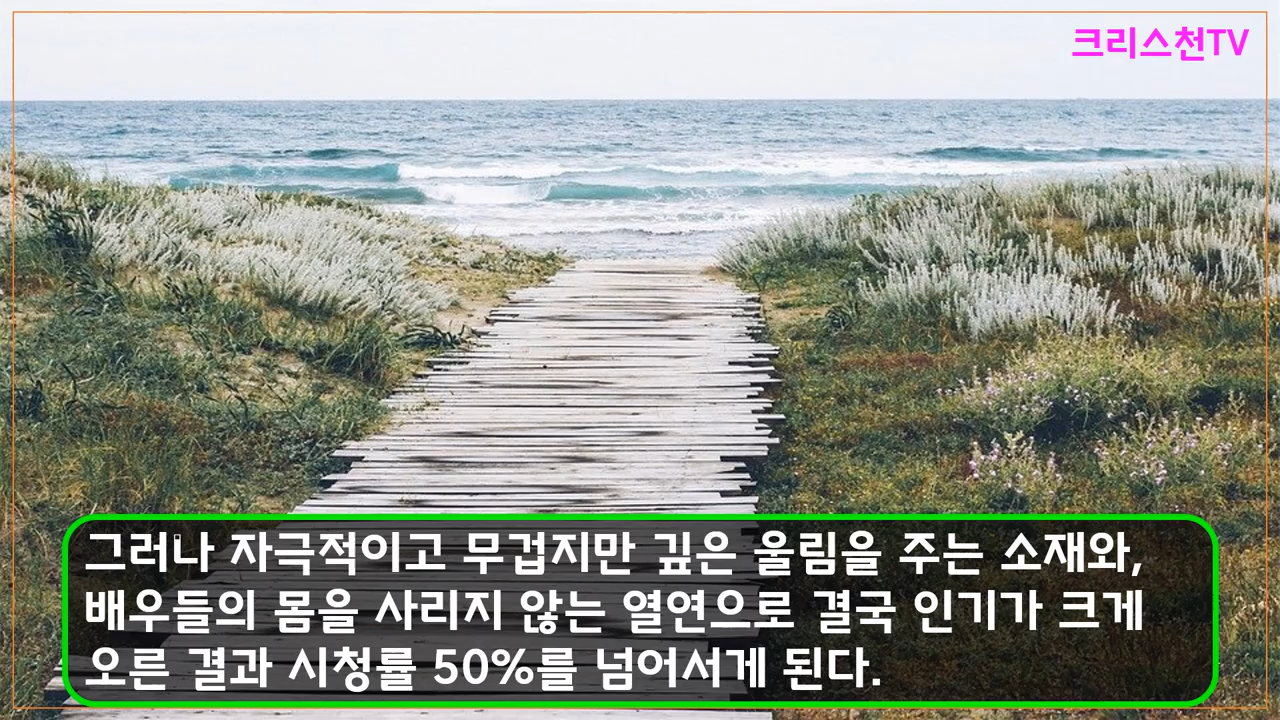 크리스천TV
그러나 자극적이고 무겁지만 깊은 울림을 주는 소재와,
배우들의 몸을 사리지 않는 열연으로 결국 인기가 크게
오른 결과 시청률 50%를 넘어서게 된다.